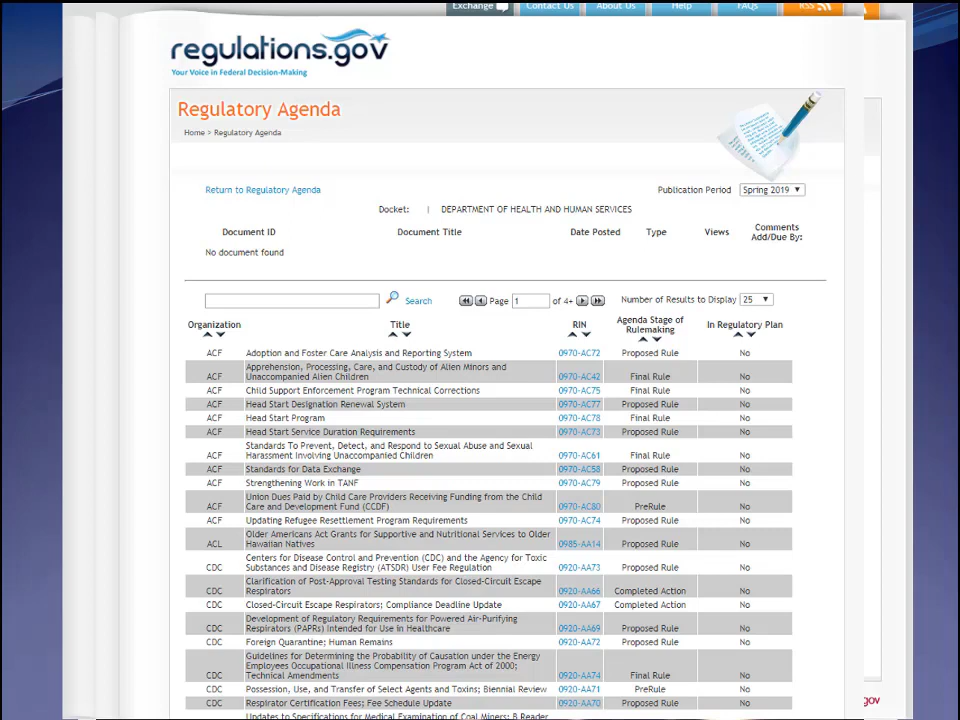 Exchange Contact Us About Us Help FAQs RSS
regulations.gov
Your Voice in Federal Decision-Making
Regulatory Agenda
Home > Regulatory Agenda
Return to Regulatory Agenda Publication Period Spring 2019
Docket: | DEPARTMENT OF HEALTH AND HUMAN SERVICES
Document ID Document Title Date Posted Type Views Comments Add/Due By:
No document found
Search Page 1 of 4+ Number of Results to Display 25
Organization Title RIN Agenda Stage of Rulemaking In Regulatory Plan
ACF Adoption and Foster Care Analysis and Reporting System 0970-AC72 Proposed Rule No
Apprehension, Processing, Care, and Custody of Alien Minors and
ACF Unaccompanied Alien Children 0970-AC42 Final Rule No
ACF Child Support Enforcement Program Technical Corrections 0970-AC75 Final Rule No
ACF Head Start Designation Renewal System 0970-AC77 Proposed Rule No
ACF Head Start Program 0970-AC78 Final Rule No
ACF Head Start Service Duration Requirements 0970-AC73 Proposed Rule No
Standards To Prevent, Detect, and Respond to Sexual Abuse and Sexual
ACF Harassment Involving Unaccompanied Children 0970-AC61 Final Rule No
ACF Standards for Data Exchange 0970-AC58 Proposed Rule No
ACF Strengthening Work in TANF 0970-AC79 Proposed Rule No
Union Dues Paid by Child Care Providers Receiving Funding from the Child
ACF Care and Development Fund (CCDF) 0970-AC80 PreRule No
ACF Updating Refugee Resettlement Program Requirements 0970-AC74 Proposed Rule No
Older Americans Act Grants for Supportive and Nutritional Services to Older
ACL Hawaiian Natives 0985-AA14 Proposed Rule No
Centers for Disease Control and Prevention (CDC) and the Agency for Toxic
CDC Substances and Disease Registry (ATSDR) User Fee Regulation 0920-AA73 Proposed Rule No
Clarification of Post-Approval Testing Standards for Closed-Circuit Escape
CDC Respirators 0920-AA66 Completed Action No
CDC Closed-Circuit Escape Respirators; Compliance Deadline Update 0920-AA67 Completed Action No
Development of Regulatory Requirements for Powered Air-Purifying
CDC Respirators (PAPRs) Intended for Use in Healthcare 0920-AA69 Proposed Rule No
CDC Foreign Quarantine; Human Remains 0920-AA72 Proposed Rule No
Guidelines for Determining the Probability of Causation under the Energy
Employees Occupational Illness Compensation Program Act of 2000;
CDC Technical Amendments 0920-AA74 Final Rule No
CDC Possession, Use, and Transfer of Select Agents and Toxins; Biennial Review 0920-AA71 PreRule No
CDC Respirator Certification Fees; Fee Schedule Update 0920-AA70 Proposed Rule No
gov
Updates to Specifications for Medical Examination of Coal Miners; B Reader